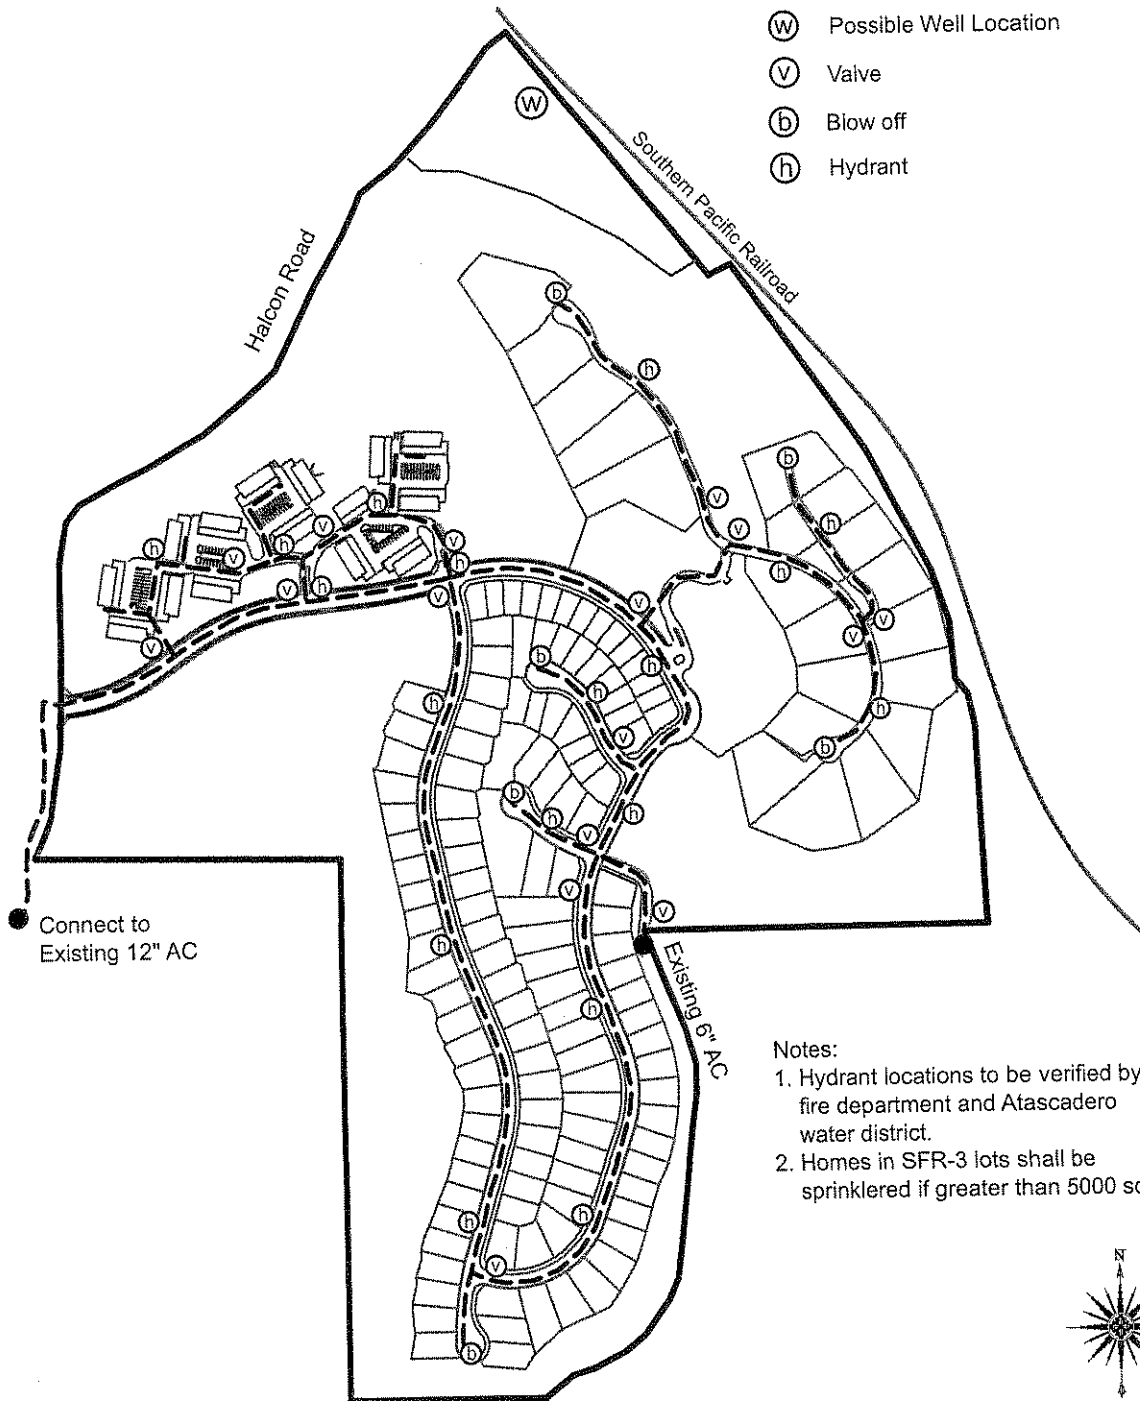 W Possible Well Location
V Valve
b Blow off
h Hydrant
W
Southern Pacific Railroad
Halcon Road
b
h
b
v
h
v
h
h
v
h
v
h
v
h
v
h
v
h
v
v
v
v
h
b
h
h
h
v
b
b
h
h
v
v
v
Connect to
Existing 12" AC
h
Existing 6" AC
h
Notes:
1. Hydrant locations to be verified by
fire department and Atascadero
water district.
2. Homes in SFR-3 lots shall be
sprinklered if greater than 5000 sq
h
h
v
b
N